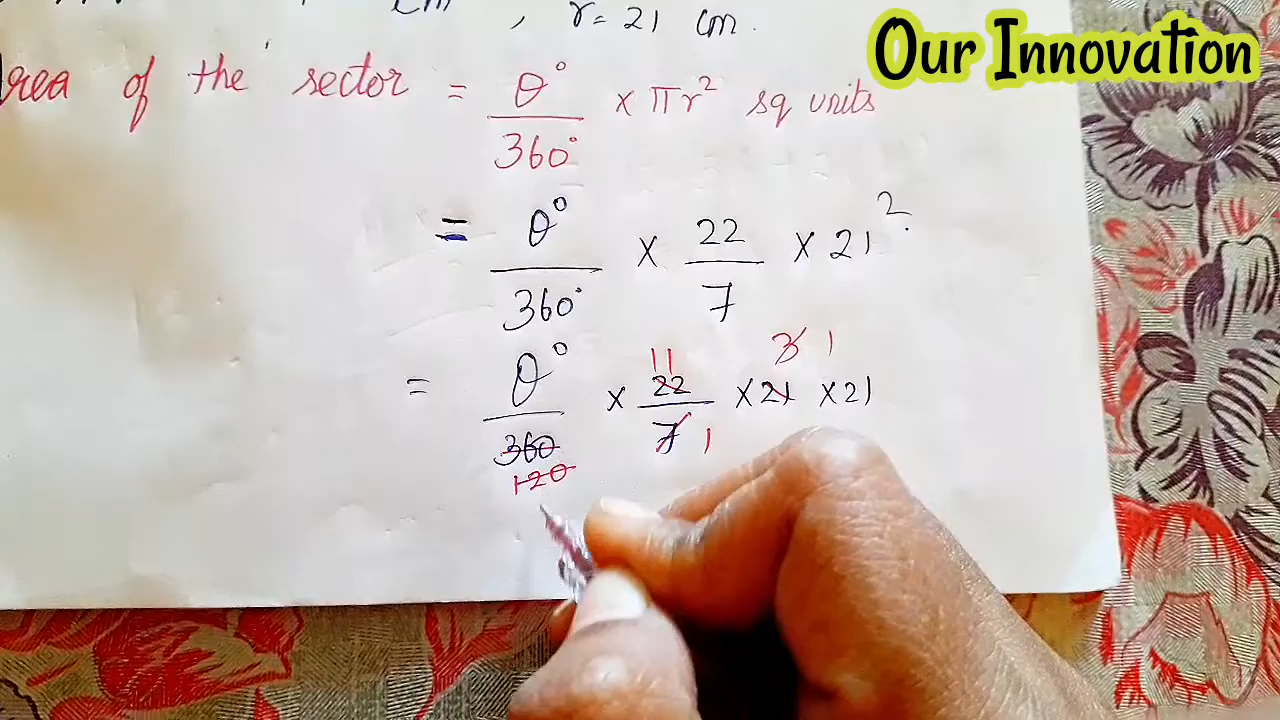 , r = 21 cm.
Our Innovation
Area of the sector = θ°/360° × πr² sq units
= θ°/360° × 22/7 × 21²
= θ°/360 × 22/7 × 21 × 21
11 3 1
1
120